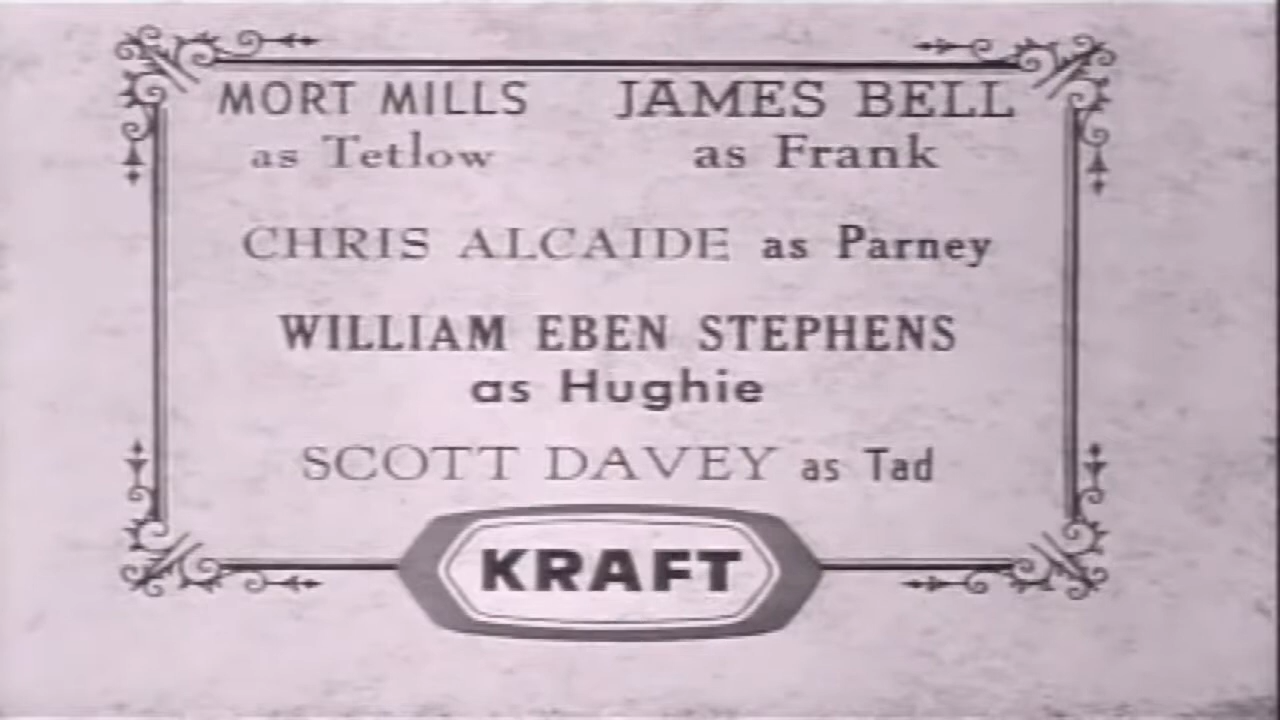 MORT MILLS JAMES BELL
as Tetlow as Frank
CHRIS ALCAIDE as Parney
WILLIAM EBEN STEPHENS
as Hughie
SCOTT DAVEY as Tad
KRAFT